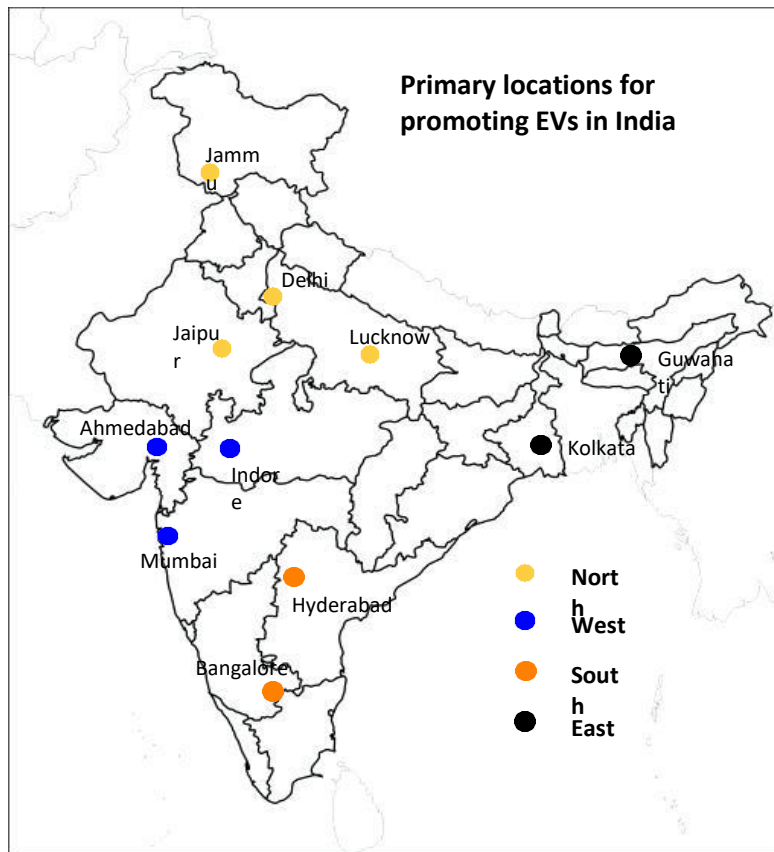 Primary locations for
promoting EVs in India
Jamm
u
Delhi
Jaipu
r
Lucknow
Guwaha
ti
Ahmedabad
Kolkata
Indor
e
Mumbai
Hyderabad
Bangalore
Nort
h
West
Sout
h
East